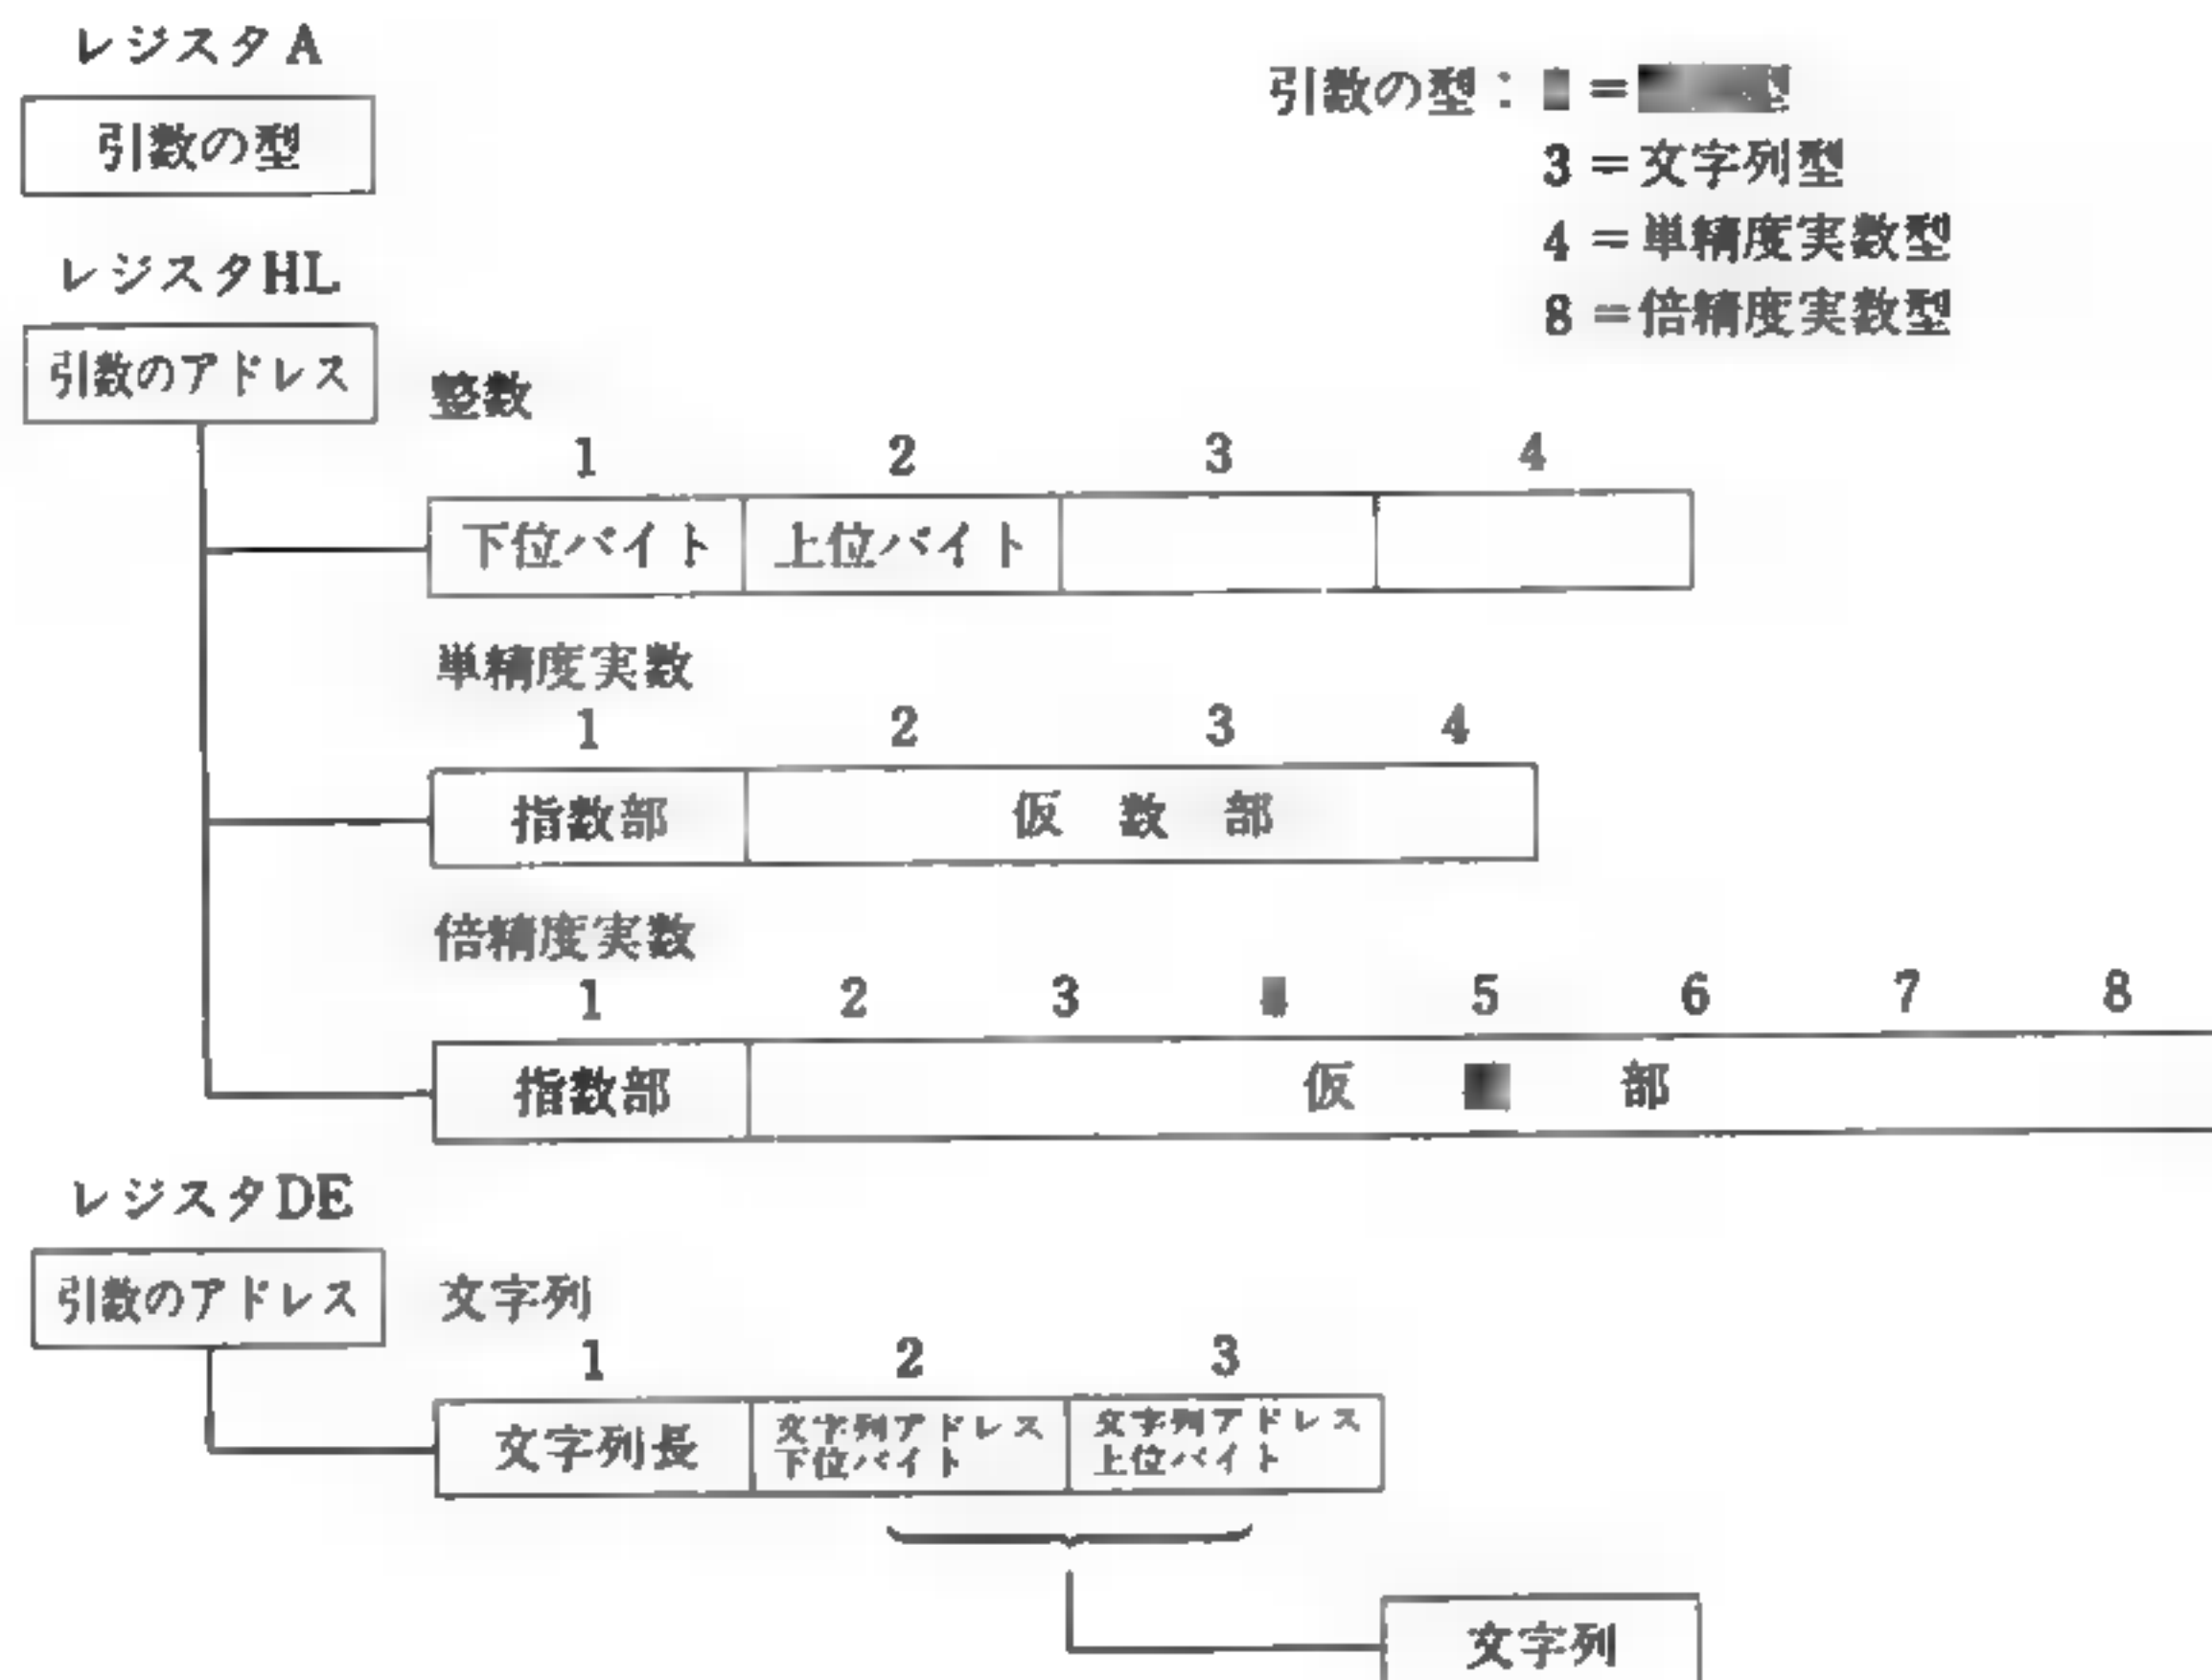 レジスタA
引数の型
引数の型： = 型
3 = 文字列型
4 = 単精度実数型
8 = 倍精度実数型
レジスタHL
引数のアドレス
整数
1 2 3 4
下位バイト 上位バイト
単精度実数
1 2 3 4
指数部 仮 数 部
倍精度実数
1 2 3 5 6 7 8
指数部 仮 部
レジスタDE
引数のアドレス
文字列
1 2 3
文字列長
文字列アドレス
下位バイト
文字列アドレス
上位バイト
文字列